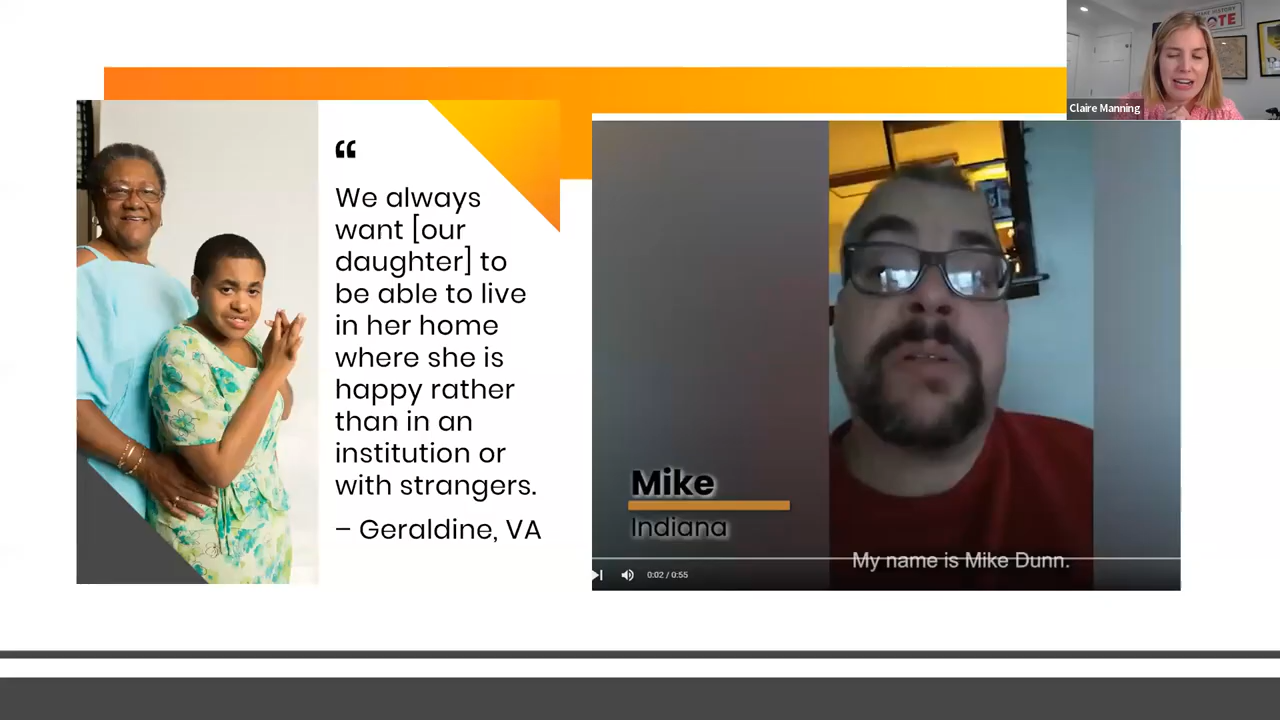 VOTE
Claire Manning
“
We always
want [our
daughter] to
be able to live
in her home
where she is
happy rather
than in an
institution or
with strangers.
– Geraldine, VA
Mike
Indiana
My name is Mike Dunn.
0:02 / 0:55